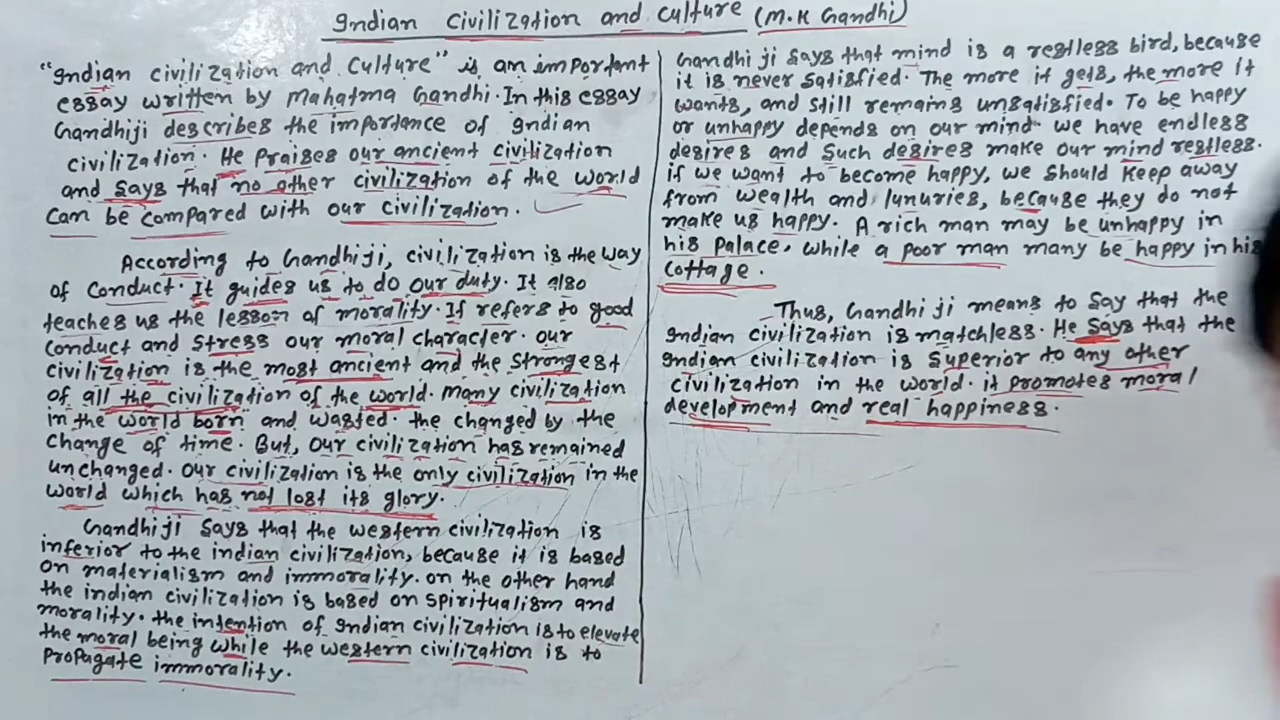 Indian Civilization and Culture (M.K Gandhi)
"Indian civilization and culture" is an important
essay written by Mahatma Gandhi. In this essay
Gandhiji describes the importance of Indian
civilization. He Praises our ancient civilization
and says that no other civilization of the world
can be compared with our civilization.
According to Gandhiji, civilization is the way
of conduct. It guides us to do our duty. It also
teaches us the lesson of morality. If refers to good
conduct and stress our moral character. our
civilization is the most ancient and the strongest
of all the civilization of the world. Many civilization
in the world born and wasted. the changed by the
change of time. But, our civilization has remained
unchanged. our civilization is the only civilization in the
world which has not lost its glory.
Gandhiji says that the western civilization is
inferior to the indian civilization, because it is based
on materialism and immorality. on the other hand
the indian civilization is based on spiritualism and
morality. the intention of Indian civilization is to elevate
the moral being while the western civilization is to
Propagate immorality.
Gandhi ji says that mind is a restless bird, because
it is never satisfied. The more it gets, the more it
wants, and still remains unsatisfied. To be happy
or unhappy depends on our mind we have endless
desires and such desires make our mind restless.
if we want to become happy, we should keep away
from wealth and lunuries, because they do not
make us happy. A rich man may be unhappy in
his Palace, while a poor man many be happy in his
cottage.
Thus, Gandhi ji means to say that the
Indian civilization is matchless. He says that the
Indian civilization is superior to any other
civilization in the world. it promotes moral
development and real happiness.